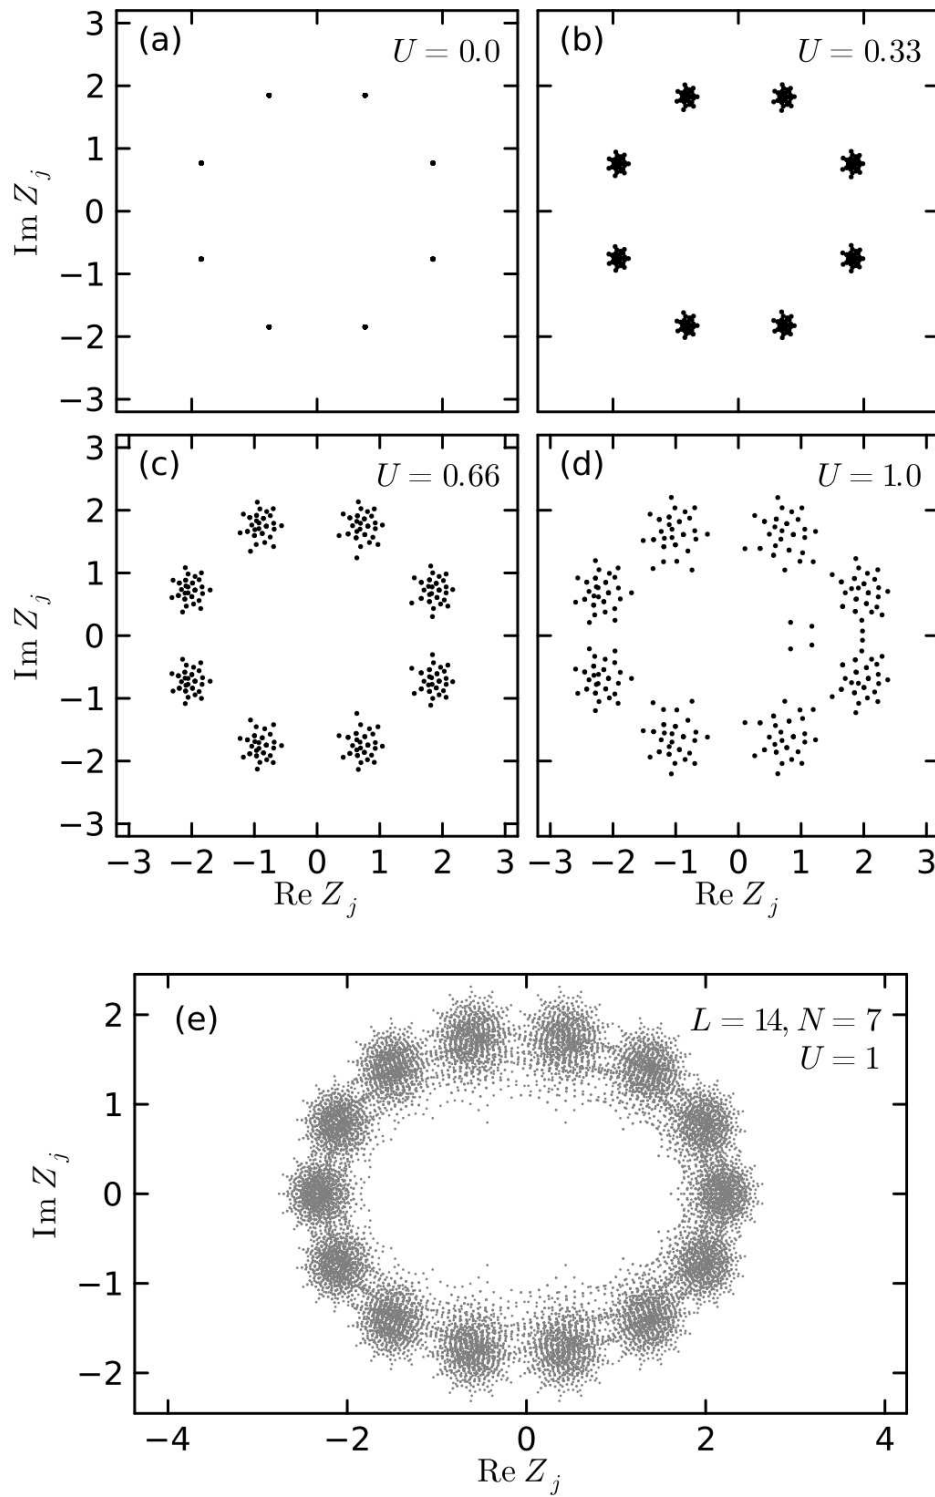 (a) U = 0.0
3
2
1
0
−1
−2
−3
Im Z_j
(b) U = 0.33
(c) U = 0.66
3
2
1
0
−1
−2
−3
Im Z_j
−3 −2 −1 0 1 2 3
Re Z_j
(d) U = 1.0
−3 −2 −1 0 1 2 3
Re Z_j
(e) L = 14, N = 7
U = 1
2
1
0
−1
−2
Im Z_j
−4 −2 0 2 4
Re Z_j